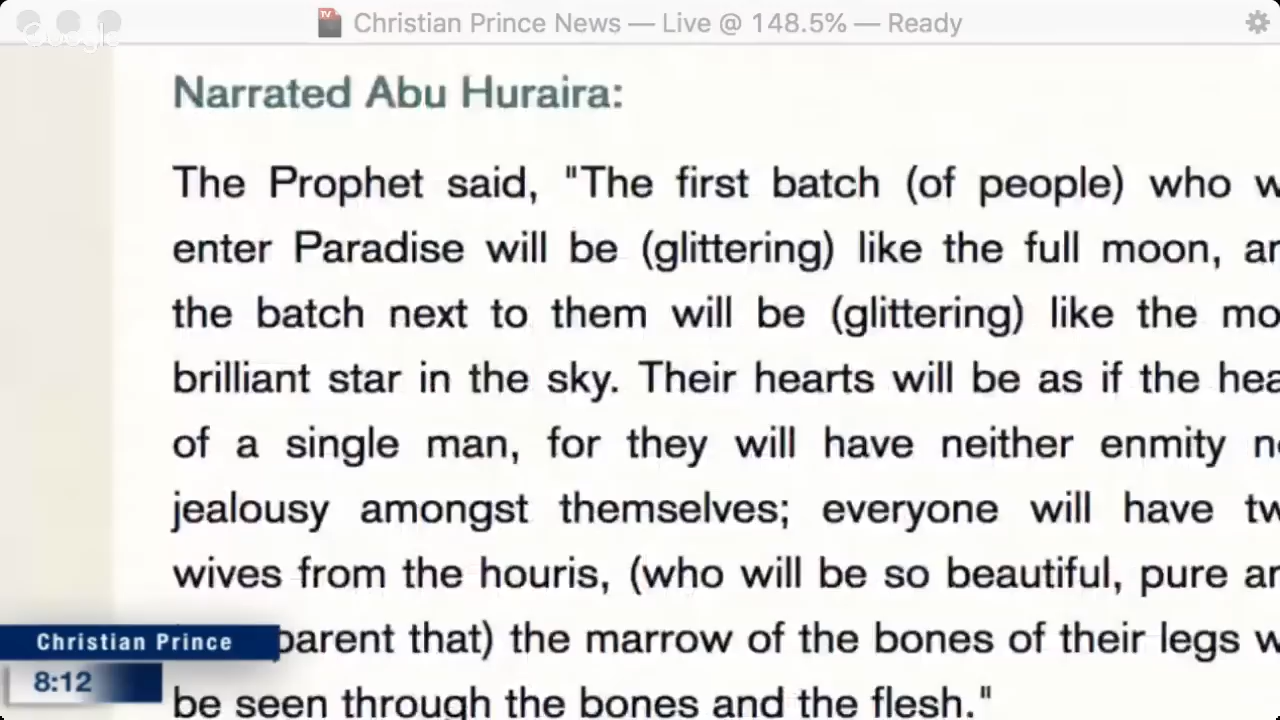 Christian Prince News — Live @ 148.5% — Ready
Google
Narrated Abu Huraira:
The Prophet said, "The first batch (of people) who w
enter Paradise will be (glittering) like the full moon, an
the batch next to them will be (glittering) like the mo
brilliant star in the sky. Their hearts will be as if the hea
of a single man, for they will have neither enmity n
jealousy amongst themselves; everyone will have tw
wives from the houris, (who will be so beautiful, pure an
parent that) the marrow of the bones of their legs w
be seen through the bones and the flesh."
Christian Prince
8:12